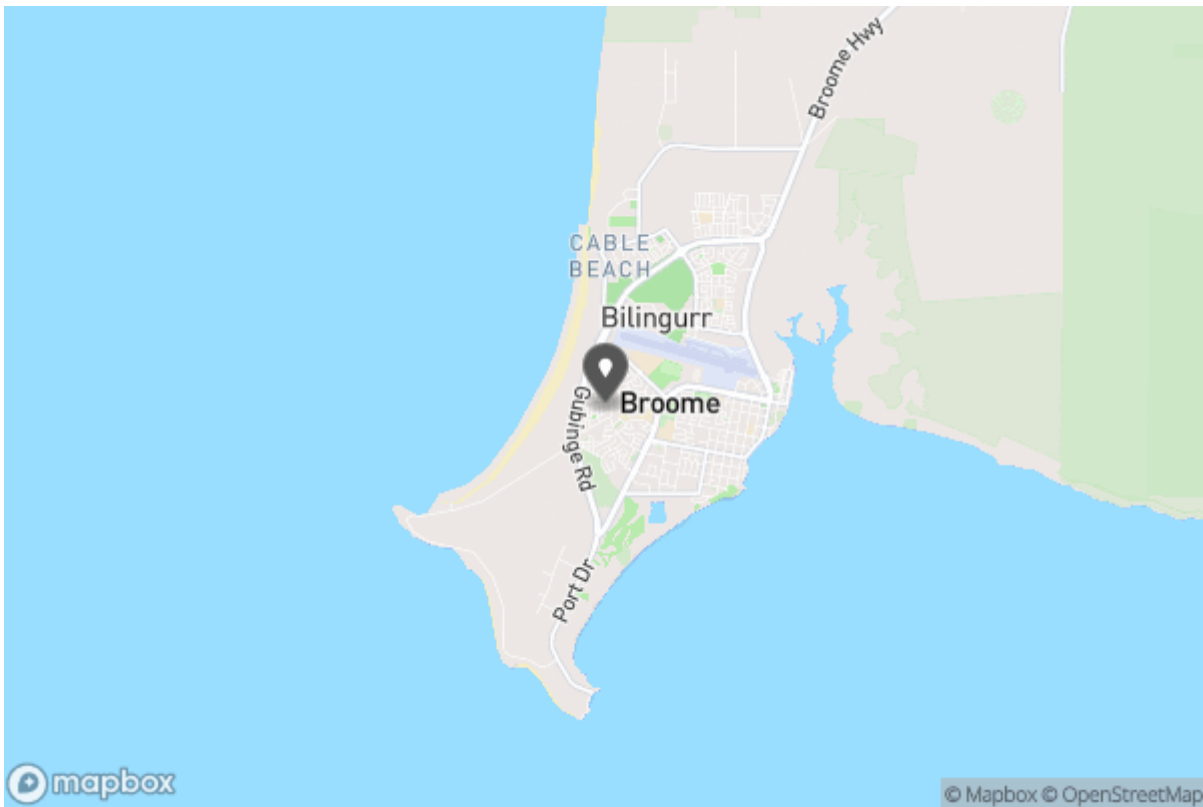 Broome Hwy
CABLE
BEACH
Bilingurr
Broome
Gubinge Rd
Port Dr
mapbox
© Mapbox © OpenStreetMap